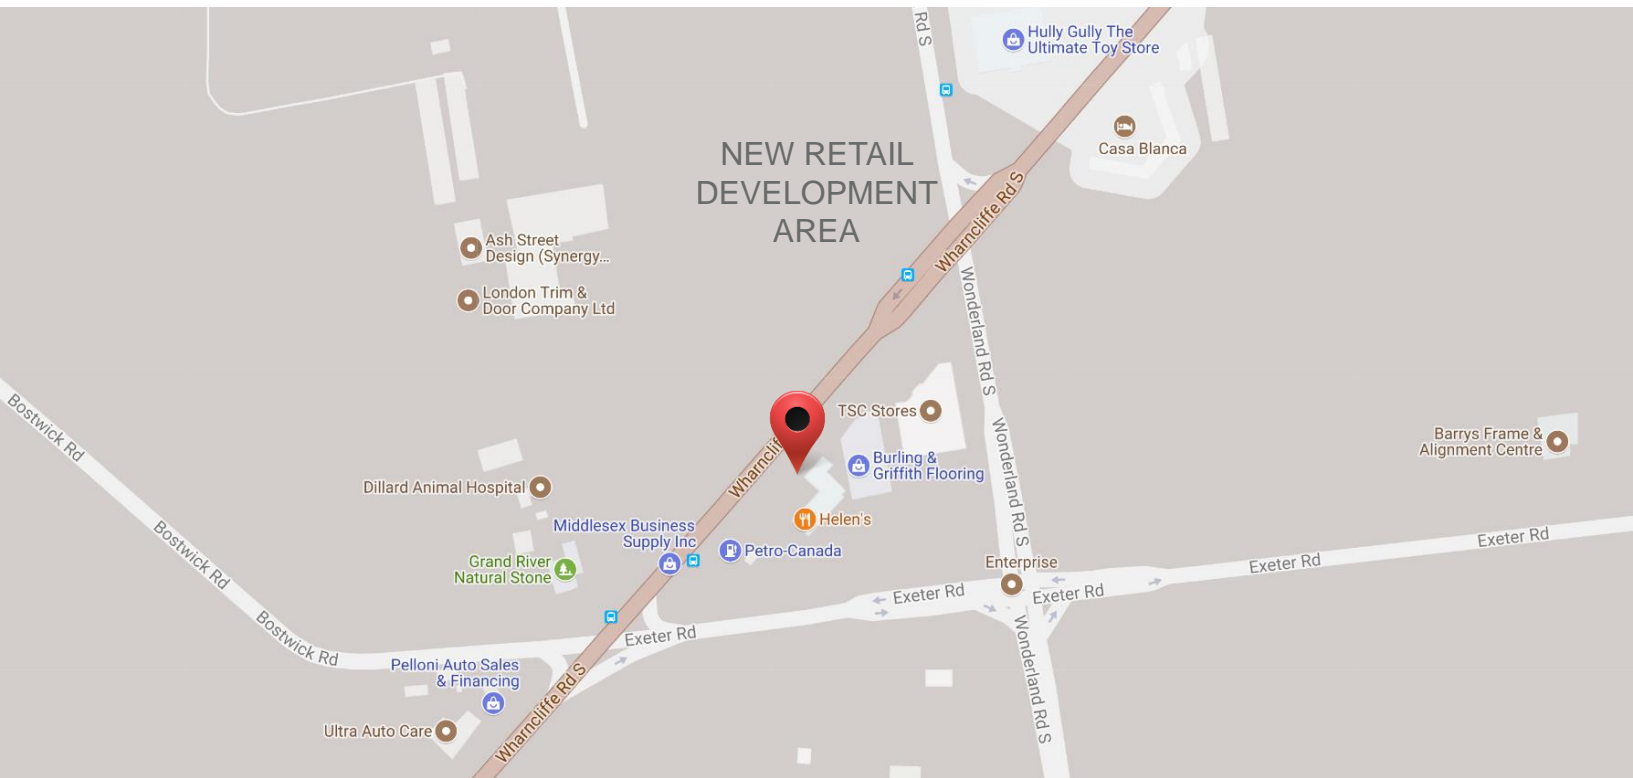 Rd S
Hully Gully The
Ultimate Toy Store
NEW RETAIL
DEVELOPMENT
AREA
Casa Blanca
Wharncliffe Rd S
Ash Street
Design (Synergy...
London Trim &
Door Company Ltd
Wonderland Rd S
Bostwick Rd
TSC Stores
Wonderland Rd S
Barrys Frame &
Alignment Centre
Burling &
Griffith Flooring
Dillard Animal Hospital
Helen's
Middlesex Business
Supply Inc
Petro-Canada
Bostwick Rd
Grand River
Natural Stone
Enterprise
Exeter Rd
Exeter Rd
Exeter Rd
Exeter Rd
Exeter Rd
Bostwick Rd
Wonderland Rd S
Pelloni Auto Sales
& Financing
Wharncliffe Rd S
Ultra Auto Care